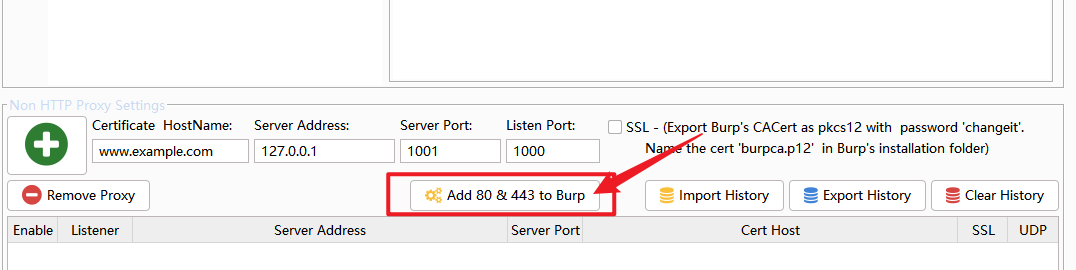 Non HTTP Proxy Settings
Certificate HostName: Server Address: Server Port: Listen Port: SSL - (Export Burp's CACert as pkcs12 with password 'changeit'.
www.example.com 127.0.0.1 1001 1000 Name the cert 'burpca.p12' in Burp's installation folder)
Remove Proxy Add 80 & 443 to Burp Import History Export History Clear History
Enable Listener Server Address Server Port Cert Host SSL UDP